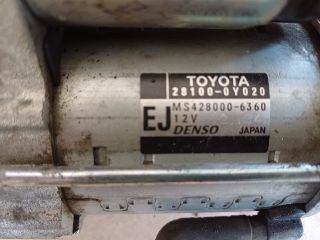 TOYOTA
28100-0Y020
MS428000-6360
EJ 12V
DENSO JAPAN